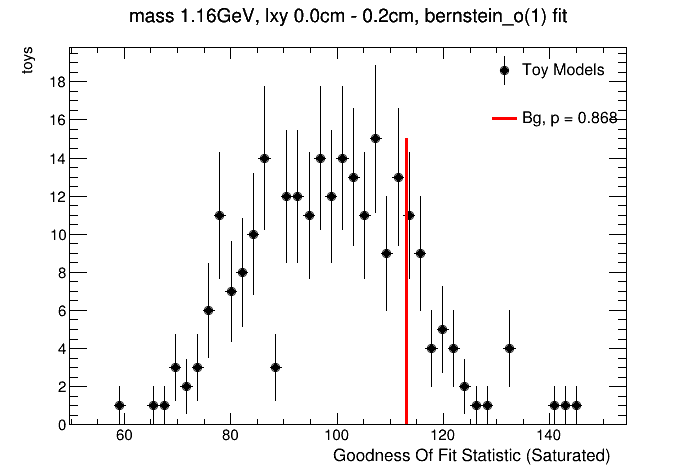 mass 1.16GeV, lxy 0.0cm - 0.2cm, bernstein_o(1) fit
toys
Toy Models
Bg, p = 0.868
18
16
14
12
10
8
6
4
2
0
60 80 100 120 140
Goodness Of Fit Statistic (Saturated)